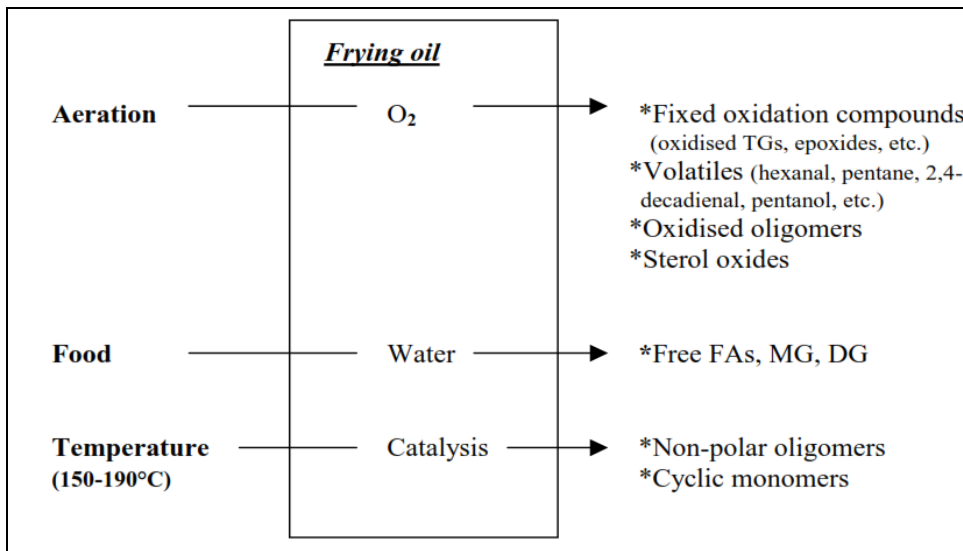 Frying oil
Aeration O₂ *Fixed oxidation compounds
(oxidised TGs, epoxides, etc.)
*Volatiles (hexanal, pentane, 2,4-
decadienal, pentanol, etc.)
*Oxidised oligomers
*Sterol oxides
Food Water *Free FAs, MG, DG
Temperature Catalysis *Non-polar oligomers
(150-190°C) *Cyclic monomers